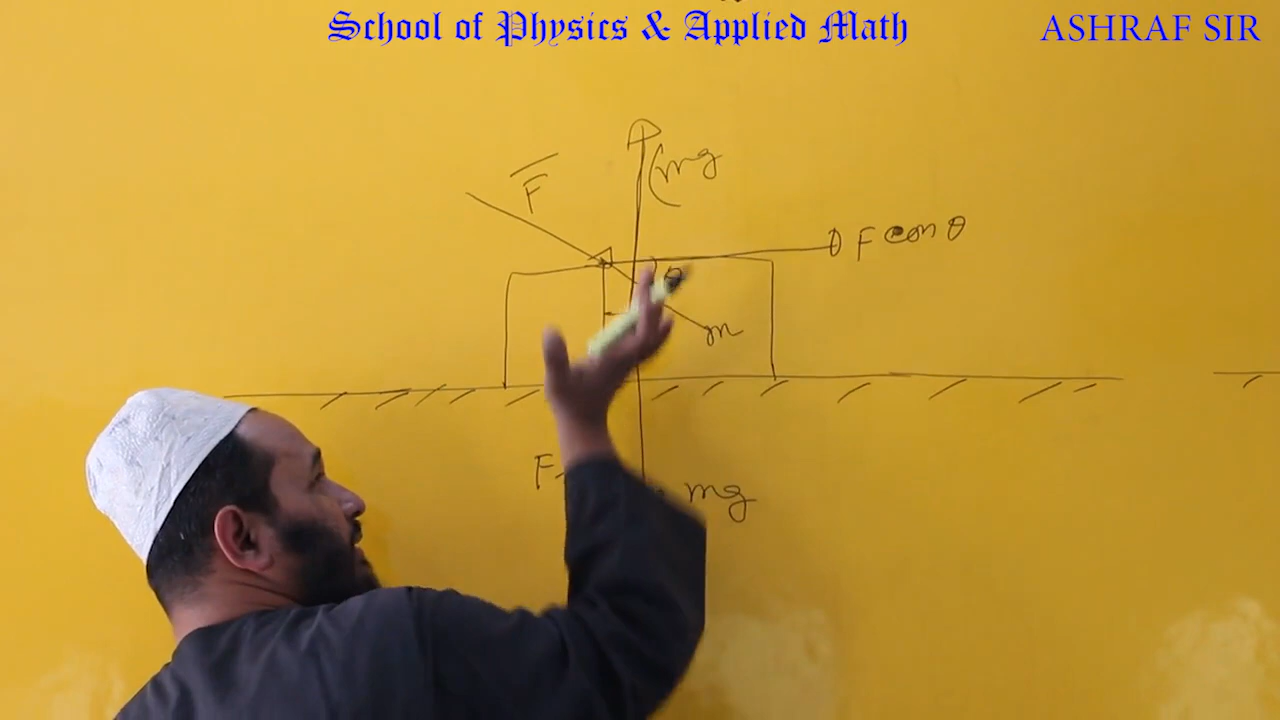 School of Physics & Applied Math
ASHRAF SIR
F
(mg
F cos θ
θ
m
F
mg